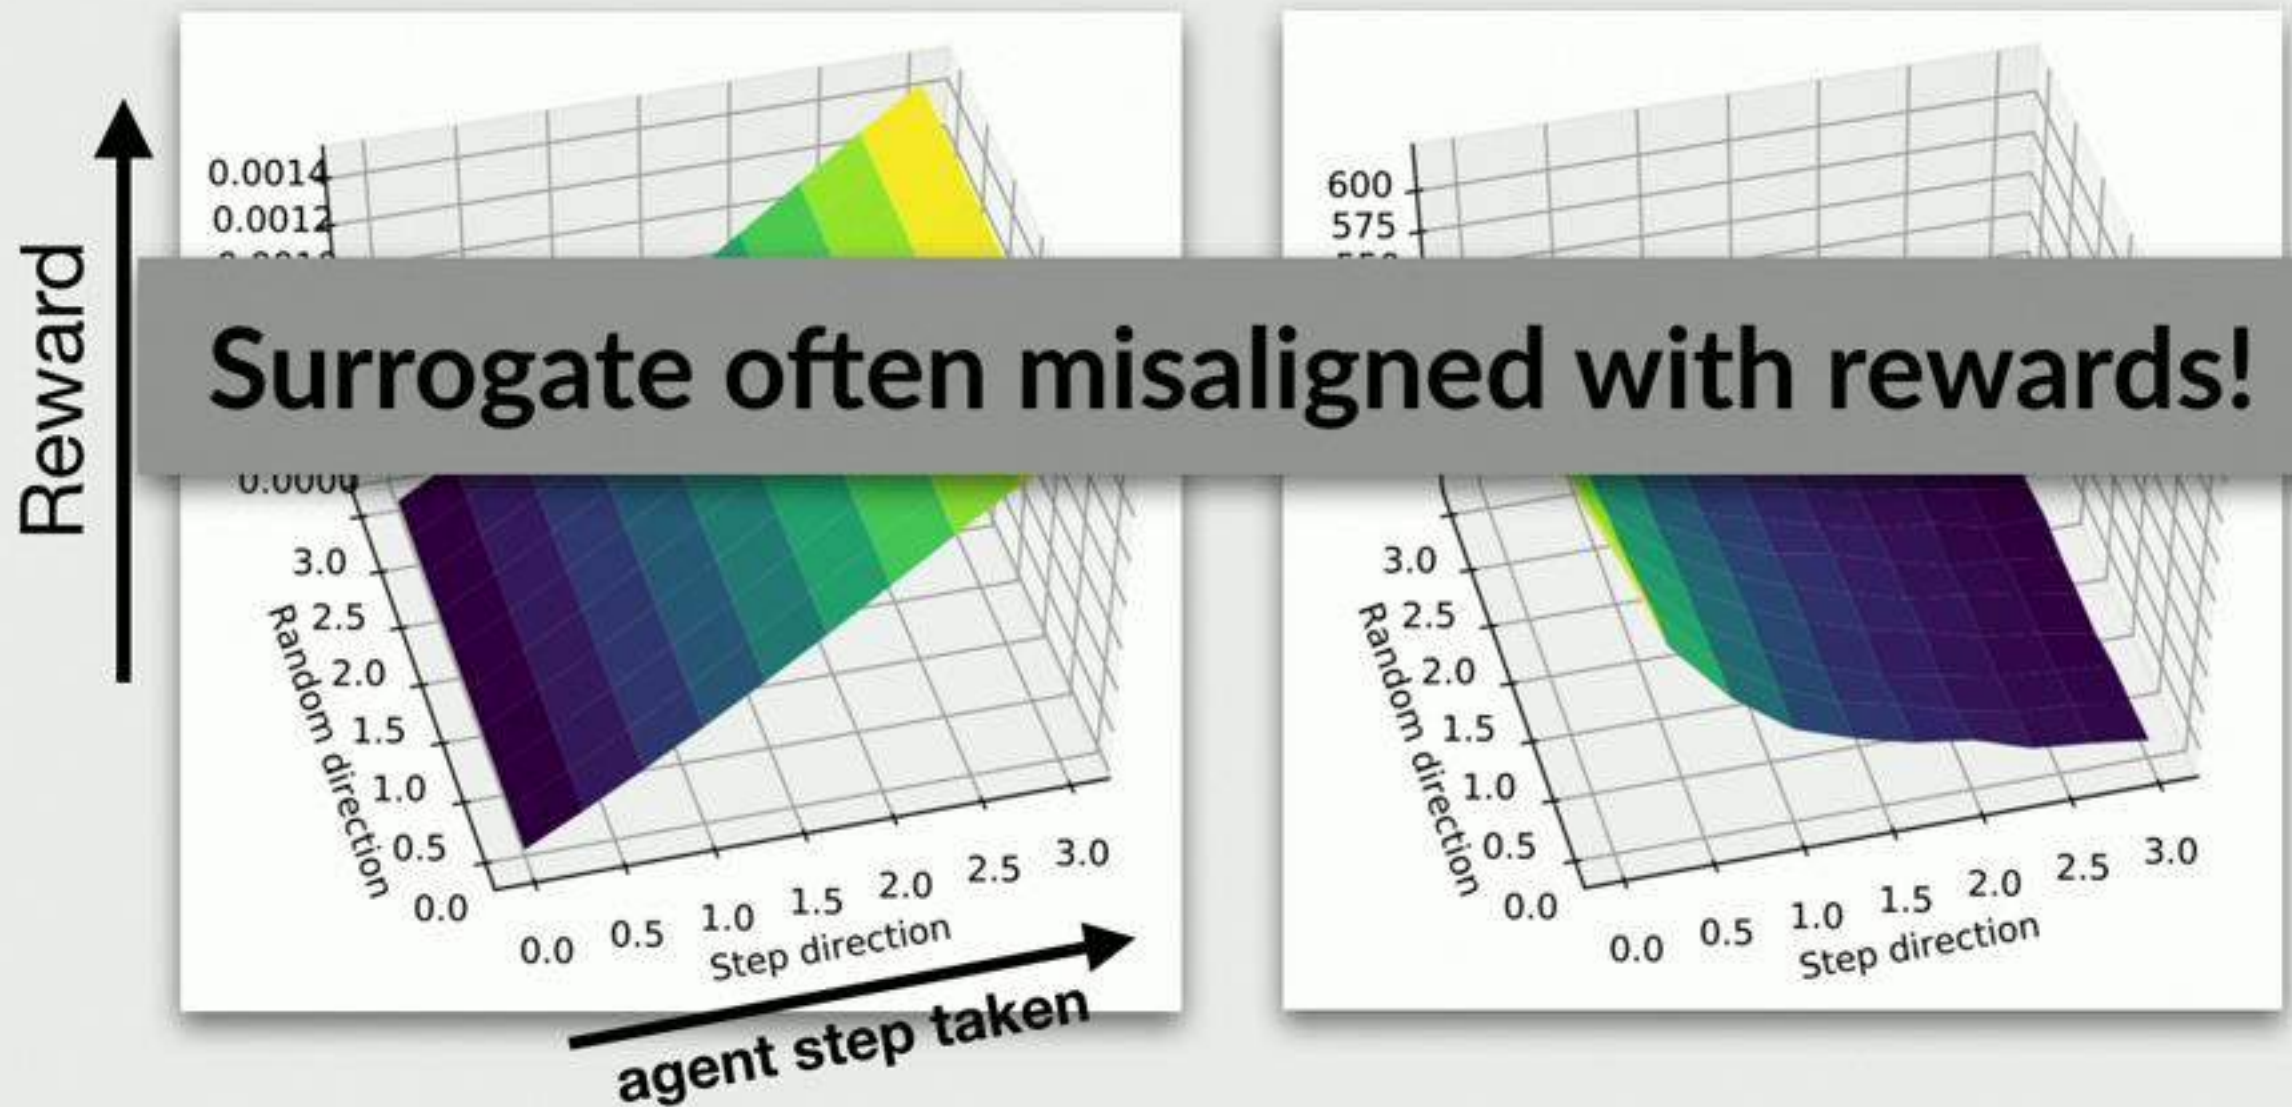 Reward
Surrogate often misaligned with rewards!
0.0014
0.0012
3.0
2.5
2.0
1.5
1.0
0.5
0.0
Random direction
0.0 0.5 1.0 1.5 2.0 2.5 3.0
Step direction
agent step taken
600
575
3.0
2.5
2.0
1.5
1.0
0.5
0.0
Random direction
0.0 0.5 1.0 1.5 2.0 2.5 3.0
Step direction